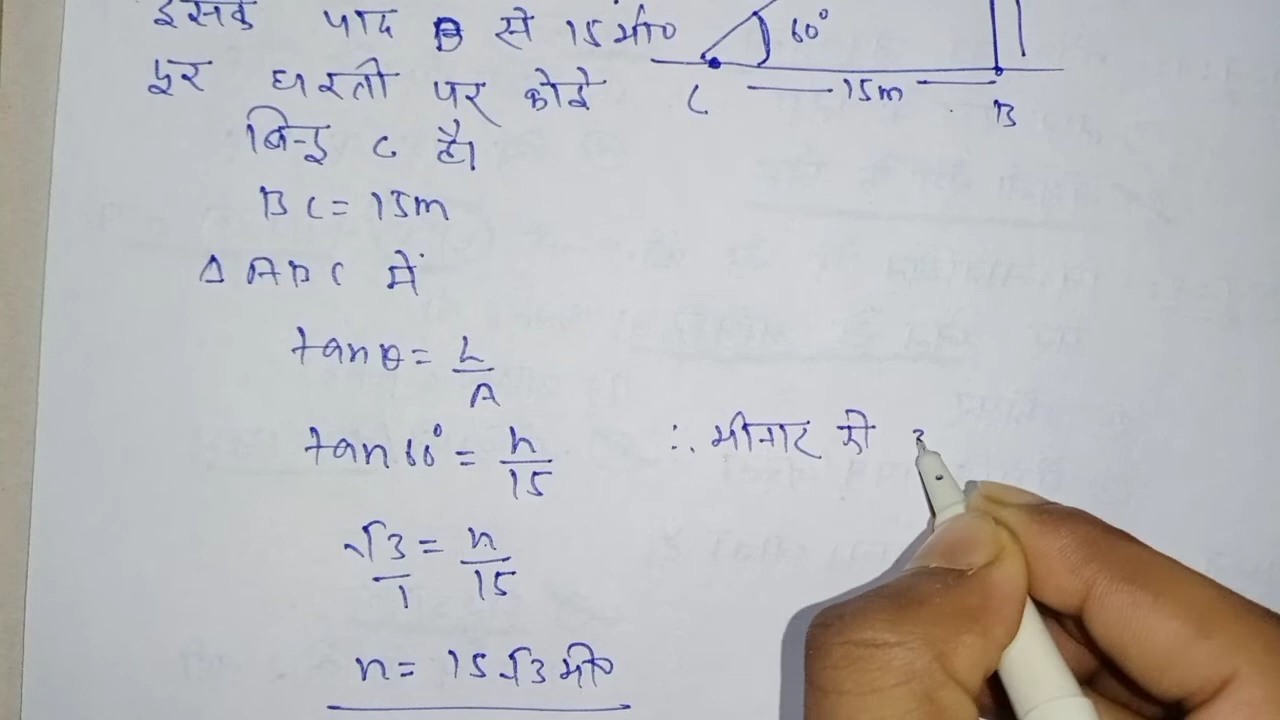 इसके पाद B से 15 मी०
दूर धरती पर कोई
बिन्दु C है।
BC = 15m
Δ ABC में
tanθ = L/A
tan 60° = h/15
√3/1 = h/15
h = 15√3 मी०
60°
C 15m B
∴ मीनार की